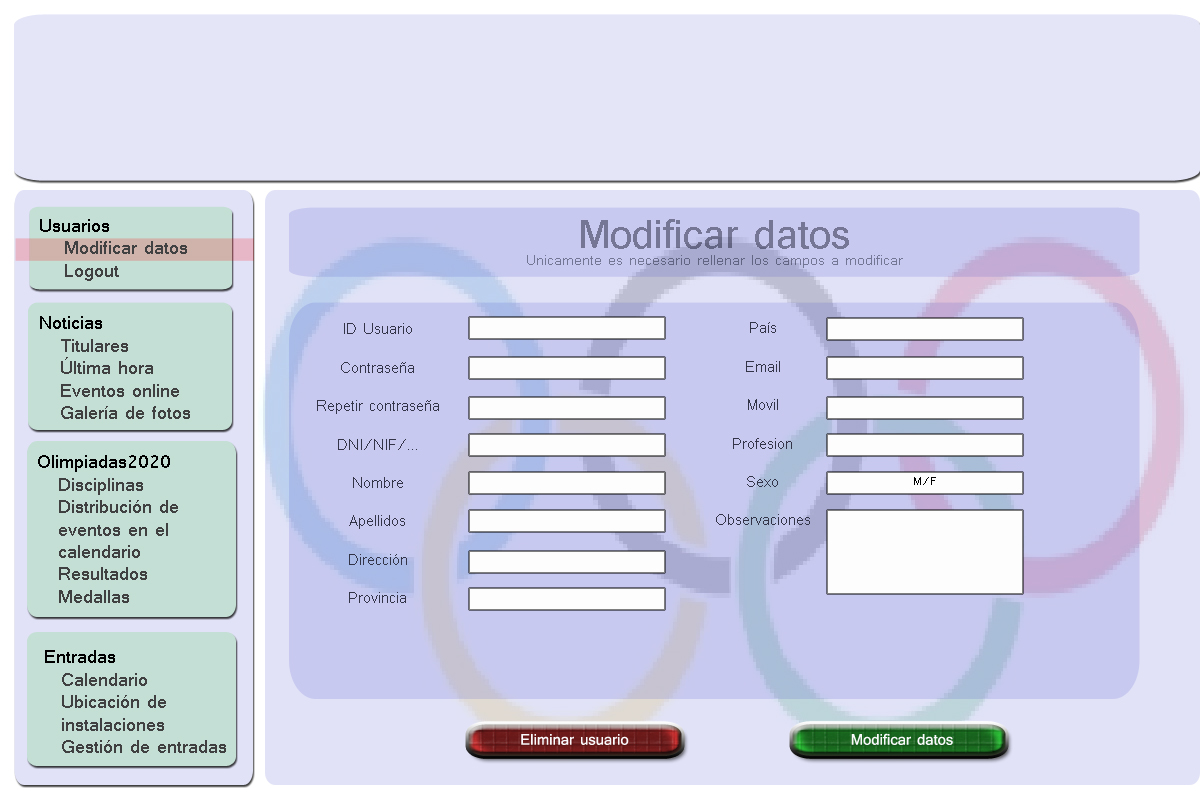 Usuarios
Modificar datos
Logout
Noticias
Titulares
Última hora
Eventos online
Galería de fotos
Olimpiadas2020
Disciplinas
Distribución de
eventos en el
calendario
Resultados
Medallas
Entradas
Calendario
Ubicación de
instalaciones
Gestión de entradas
Modificar datos
Unicamente es necesario rellenar los campos a modificar
ID Usuario
Contraseña
Repetir contraseña
DNI/NIF/...
Nombre
Apellidos
Dirección
Provincia
País
Email
Movil
Profesion
Sexo M/F
Observaciones
Eliminar usuario
Modificar datos